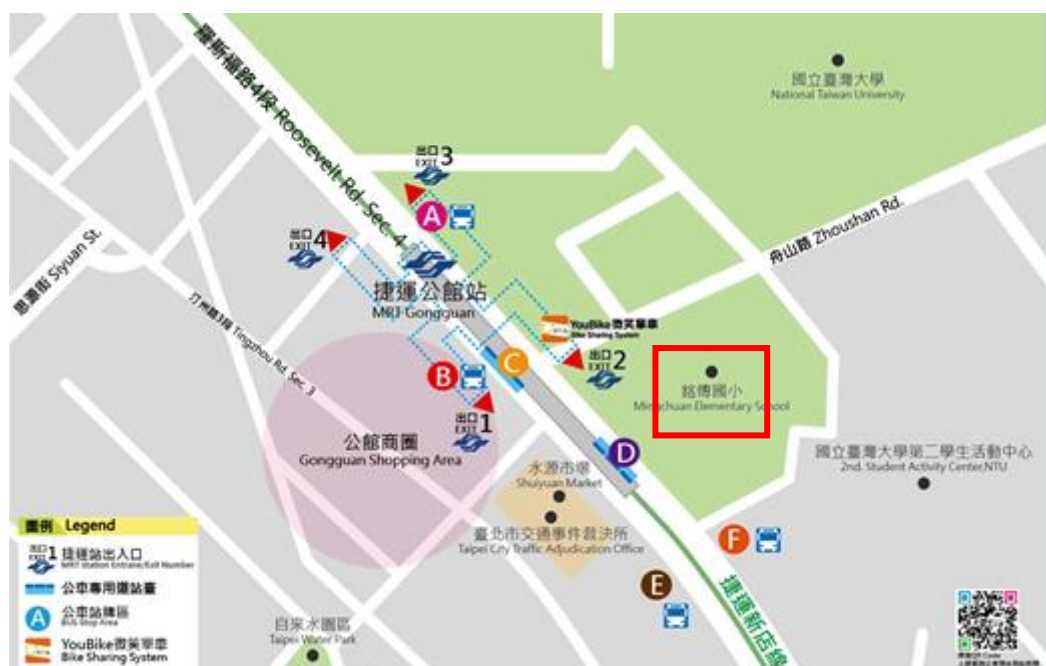 國立臺灣大學
National Taiwan University
羅斯福路4段 Roosevelt Rd. Sec. 4
出口
EXIT 3
A
舟山路 Zhoushan Rd.
出口
EXIT 4
思源街 Siyuan St.
捷運公館站
MRT Gongguan
汀州路3段 Tingzhou Rd. Sec. 3
YouBike微笑單車
Bike Sharing System
C
出口
EXIT 2
B
銘傳國小
Mingchuan Elementary School
出口
EXIT 1
公館商圈
Gongguan Shopping Area
D
國立臺灣大學第二學生活動中心
2nd. Student Activity Center,NTU
水源市場
Shuiyuan Market
臺北市交通事件裁決所
Taipei City Traffic Adjudication Office
F
E
捷運新店線
自來水園區
Taipei Water Park
圖例 Legend
出口
EXIT 1 捷運站出入口
MRT Station Entrane/Exit Number
公車專用道站臺
A 公車站牌區
BUS Stop Area
YouBike微笑單車
Bike Sharing System